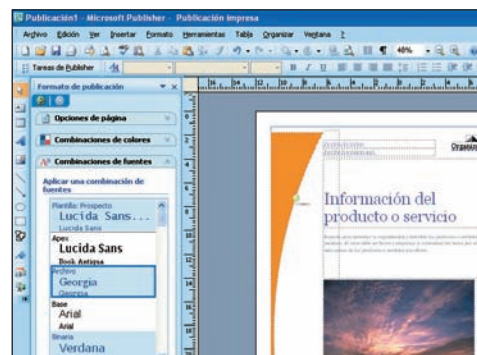 Publicación1 - Microsoft Publisher - Publicación impresa
Archivo Edición Ver Insertar Formato Herramientas Tabla Organizar Ventana ?
40%
Tareas de Publisher
N K S
Formato de publicación
Opciones de página
Combinaciones de colores
Combinaciones de fuentes
Aplicar una combinación de
fuentes
Plantilla: Prospecto
Lucida Sans...
Lucida Sans
Apex
Lucida Sans
Book Antiqua
Archivo
Georgia
Georgia
Base
Arial
Arial
Binaria
Verdana
Información del
producto o servicio